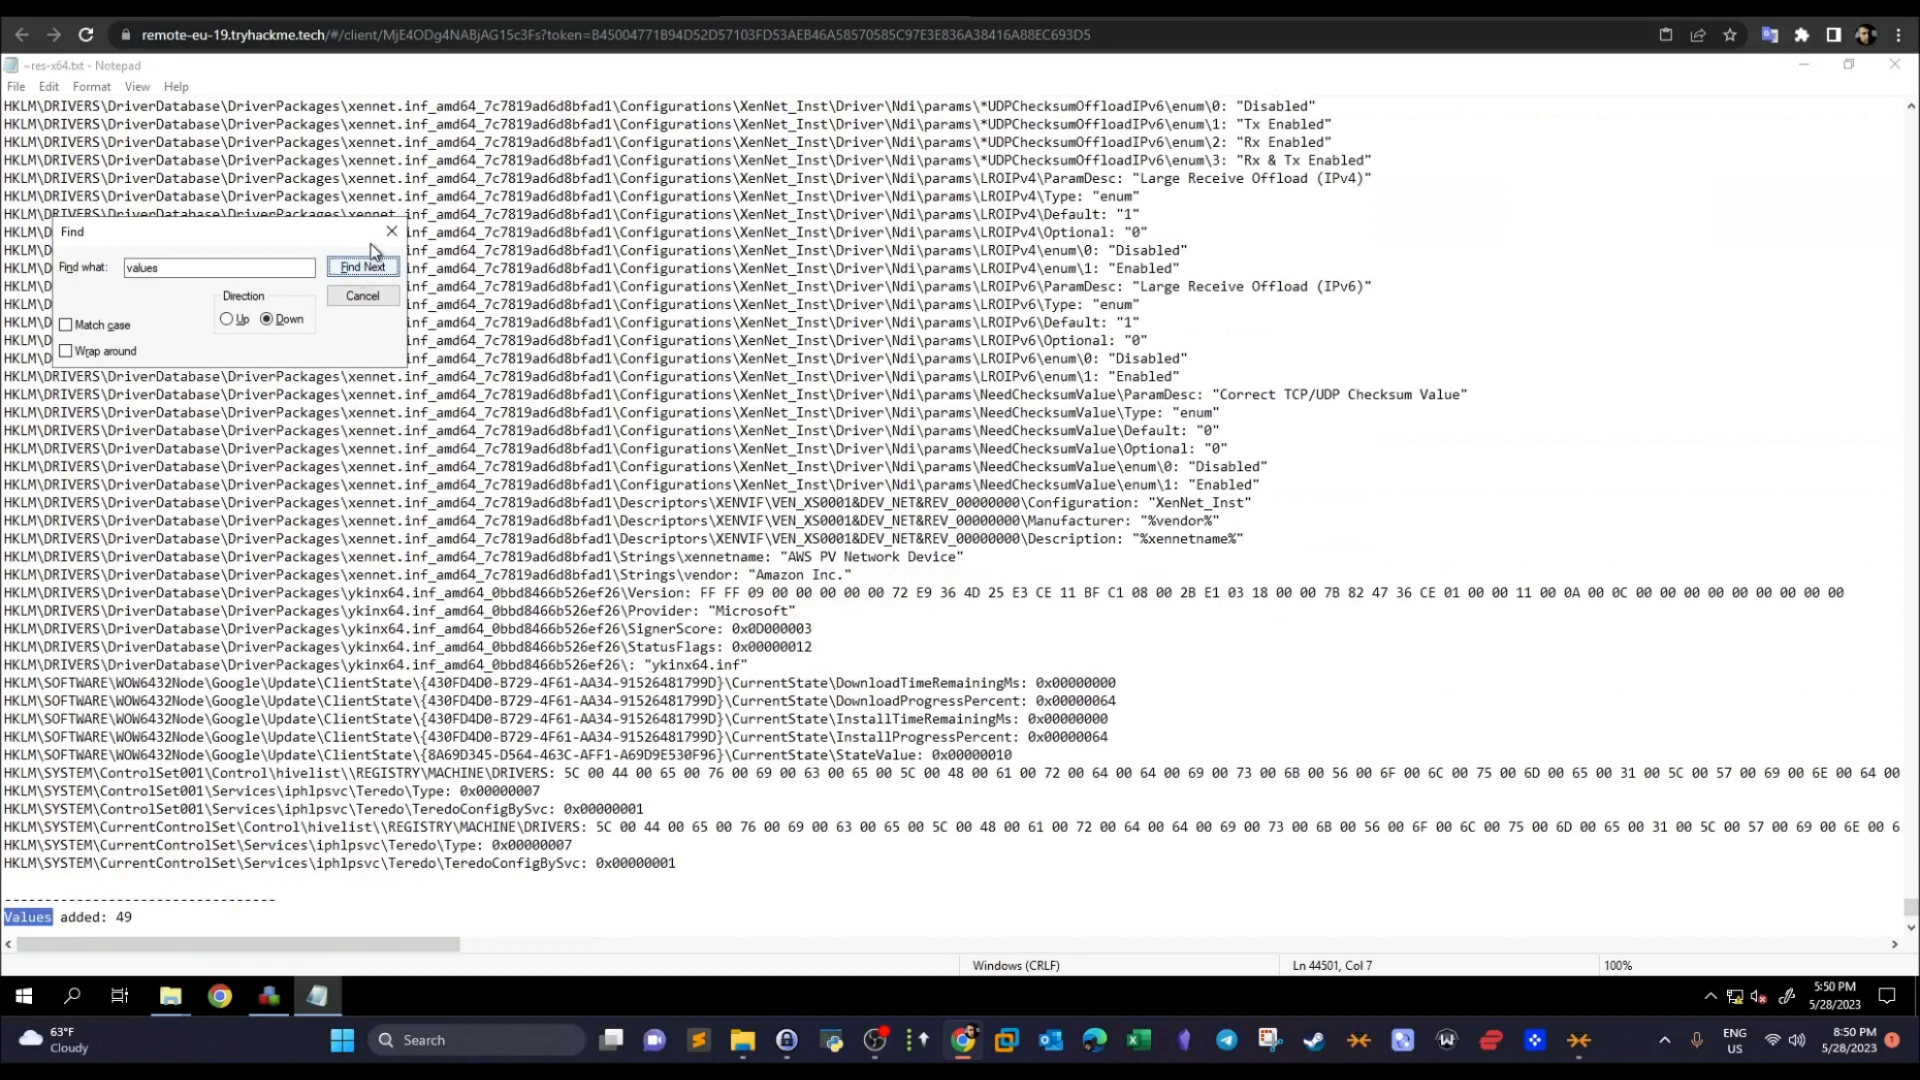 remote-eu-19.tryhackme.tech/#/client/MjE4ODg4NABjAG15c3Fs?token=B45004771B94D52D57103FD53AEB46A58570585C97E3E836A38416A88EC693D5
~res-x64.txt - Notepad
File Edit Format View Help
HKLM\DRIVERS\DriverDatabase\DriverPackages\xennet.inf_amd64_7c7819ad6d8bfad1\Configurations\XenNet_Inst\Driver\Ndi\params\*UDPChecksumOffloadIPv6\enum\0: "Disabled"
HKLM\DRIVERS\DriverDatabase\DriverPackages\xennet.inf_amd64_7c7819ad6d8bfad1\Configurations\XenNet_Inst\Driver\Ndi\params\*UDPChecksumOffloadIPv6\enum\1: "Tx Enabled"
HKLM\DRIVERS\DriverDatabase\DriverPackages\xennet.inf_amd64_7c7819ad6d8bfad1\Configurations\XenNet_Inst\Driver\Ndi\params\*UDPChecksumOffloadIPv6\enum\2: "Rx Enabled"
HKLM\DRIVERS\DriverDatabase\DriverPackages\xennet.inf_amd64_7c7819ad6d8bfad1\Configurations\XenNet_Inst\Driver\Ndi\params\*UDPChecksumOffloadIPv6\enum\3: "Rx & Tx Enabled"
HKLM\DRIVERS\DriverDatabase\DriverPackages\xennet.inf_amd64_7c7819ad6d8bfad1\Configurations\XenNet_Inst\Driver\Ndi\params\LROIPv4\ParamDesc: "Large Receive Offload (IPv4)"
HKLM\DRIVERS\DriverDatabase\DriverPackages\xennet.inf_amd64_7c7819ad6d8bfad1\Configurations\XenNet_Inst\Driver\Ndi\params\LROIPv4\Type: "enum"
HKLM\DRIVERS\DriverDatabase\DriverPackages\xennet.inf_amd64_7c7819ad6d8bfad1\Configurations\XenNet_Inst\Driver\Ndi\params\LROIPv4\Default: "1"
HKLM\D inf_amd64_7c7819ad6d8bfad1\Configurations\XenNet_Inst\Driver\Ndi\params\LROIPv4\Optional: "0"
HKLM\D inf_amd64_7c7819ad6d8bfad1\Configurations\XenNet_Inst\Driver\Ndi\params\LROIPv4\enum\0: "Disabled"
HKLM\D inf_amd64_7c7819ad6d8bfad1\Configurations\XenNet_Inst\Driver\Ndi\params\LROIPv4\enum\1: "Enabled"
HKLM\D inf_amd64_7c7819ad6d8bfad1\Configurations\XenNet_Inst\Driver\Ndi\params\LROIPv6\ParamDesc: "Large Receive Offload (IPv6)"
HKLM\D inf_amd64_7c7819ad6d8bfad1\Configurations\XenNet_Inst\Driver\Ndi\params\LROIPv6\Type: "enum"
HKLM\D inf_amd64_7c7819ad6d8bfad1\Configurations\XenNet_Inst\Driver\Ndi\params\LROIPv6\Default: "1"
HKLM\D inf_amd64_7c7819ad6d8bfad1\Configurations\XenNet_Inst\Driver\Ndi\params\LROIPv6\Optional: "0"
HKLM\D inf_amd64_7c7819ad6d8bfad1\Configurations\XenNet_Inst\Driver\Ndi\params\LROIPv6\enum\0: "Disabled"
HKLM\DRIVERS\DriverDatabase\DriverPackages\xennet.inf_amd64_7c7819ad6d8bfad1\Configurations\XenNet_Inst\Driver\Ndi\params\LROIPv6\enum\1: "Enabled"
Find
Find what: values Find Next
Direction Cancel
Up Down
Match case
Wrap around
HKLM\DRIVERS\DriverDatabase\DriverPackages\xennet.inf_amd64_7c7819ad6d8bfad1\Configurations\XenNet_Inst\Driver\Ndi\params\NeedChecksumValue\ParamDesc: "Correct TCP/UDP Checksum Value"
HKLM\DRIVERS\DriverDatabase\DriverPackages\xennet.inf_amd64_7c7819ad6d8bfad1\Configurations\XenNet_Inst\Driver\Ndi\params\NeedChecksumValue\Type: "enum"
HKLM\DRIVERS\DriverDatabase\DriverPackages\xennet.inf_amd64_7c7819ad6d8bfad1\Configurations\XenNet_Inst\Driver\Ndi\params\NeedChecksumValue\Default: "0"
HKLM\DRIVERS\DriverDatabase\DriverPackages\xennet.inf_amd64_7c7819ad6d8bfad1\Configurations\XenNet_Inst\Driver\Ndi\params\NeedChecksumValue\Optional: "0"
HKLM\DRIVERS\DriverDatabase\DriverPackages\xennet.inf_amd64_7c7819ad6d8bfad1\Configurations\XenNet_Inst\Driver\Ndi\params\NeedChecksumValue\enum\0: "Disabled"
HKLM\DRIVERS\DriverDatabase\DriverPackages\xennet.inf_amd64_7c7819ad6d8bfad1\Configurations\XenNet_Inst\Driver\Ndi\params\NeedChecksumValue\enum\1: "Enabled"
HKLM\DRIVERS\DriverDatabase\DriverPackages\xennet.inf_amd64_7c7819ad6d8bfad1\Descriptors\XENVIF\VEN_XS0001&DEV_NET&REV_00000000\Configuration: "XenNet_Inst"
HKLM\DRIVERS\DriverDatabase\DriverPackages\xennet.inf_amd64_7c7819ad6d8bfad1\Descriptors\XENVIF\VEN_XS0001&DEV_NET&REV_00000000\Manufacturer: "%vendor%"
HKLM\DRIVERS\DriverDatabase\DriverPackages\xennet.inf_amd64_7c7819ad6d8bfad1\Descriptors\XENVIF\VEN_XS0001&DEV_NET&REV_00000000\Description: "%xennetname%"
HKLM\DRIVERS\DriverDatabase\DriverPackages\xennet.inf_amd64_7c7819ad6d8bfad1\Strings\xennetname: "AWS PV Network Device"
HKLM\DRIVERS\DriverDatabase\DriverPackages\xennet.inf_amd64_7c7819ad6d8bfad1\Strings\vendor: "Amazon Inc."
HKLM\DRIVERS\DriverDatabase\DriverPackages\ykinx64.inf_amd64_0bbd8466b526ef26\Version: FF FF 09 00 00 00 00 00 72 E9 36 4D 25 E3 CE 11 BF C1 08 00 2B E1 03 18 00 00 7B 82 47 36 CE 01 00 00 11 00 0A 00 0C 00 00 00 00 00 00 00 00 00
HKLM\DRIVERS\DriverDatabase\DriverPackages\ykinx64.inf_amd64_0bbd8466b526ef26\Provider: "Microsoft"
HKLM\DRIVERS\DriverDatabase\DriverPackages\ykinx64.inf_amd64_0bbd8466b526ef26\SignerScore: 0x0D000003
HKLM\DRIVERS\DriverDatabase\DriverPackages\ykinx64.inf_amd64_0bbd8466b526ef26\StatusFlags: 0x00000012
HKLM\DRIVERS\DriverDatabase\DriverPackages\ykinx64.inf_amd64_0bbd8466b526ef26\: "ykinx64.inf"
HKLM\SOFTWARE\WOW6432Node\Google\Update\ClientState\{430FD4D0-B729-4F61-AA34-91526481799D}\CurrentState\DownloadTimeRemainingMs: 0x00000000
HKLM\SOFTWARE\WOW6432Node\Google\Update\ClientState\{430FD4D0-B729-4F61-AA34-91526481799D}\CurrentState\DownloadProgressPercent: 0x00000064
HKLM\SOFTWARE\WOW6432Node\Google\Update\ClientState\{430FD4D0-B729-4F61-AA34-91526481799D}\CurrentState\InstallTimeRemainingMs: 0x00000000
HKLM\SOFTWARE\WOW6432Node\Google\Update\ClientState\{430FD4D0-B729-4F61-AA34-91526481799D}\CurrentState\InstallProgressPercent: 0x00000064
HKLM\SOFTWARE\WOW6432Node\Google\Update\ClientState\{8A69D345-D564-463C-AFF1-A69D9E530F96}\CurrentState\StateValue: 0x00000010
HKLM\SYSTEM\ControlSet001\Control\hivelist\\REGISTRY\MACHINE\DRIVERS: 5C 00 44 00 65 00 76 00 69 00 63 00 65 00 5C 00 48 00 61 00 72 00 64 00 64 00 69 00 73 00 6B 00 56 00 6F 00 6C 00 75 00 6D 00 65 00 31 00 5C 00 57 00 69 00 6E 00 64 00
HKLM\SYSTEM\ControlSet001\Services\iphlpsvc\Teredo\Type: 0x00000007
HKLM\SYSTEM\ControlSet001\Services\iphlpsvc\Teredo\TeredoConfigBySvc: 0x00000001
HKLM\SYSTEM\CurrentControlSet\Control\hivelist\\REGISTRY\MACHINE\DRIVERS: 5C 00 44 00 65 00 76 00 69 00 63 00 65 00 5C 00 48 00 61 00 72 00 64 00 64 00 69 00 73 00 6B 00 56 00 6F 00 6C 00 75 00 6D 00 65 00 31 00 5C 00 57 00 69 00 6E 00 6
HKLM\SYSTEM\CurrentControlSet\Services\iphlpsvc\Teredo\Type: 0x00000007
HKLM\SYSTEM\CurrentControlSet\Services\iphlpsvc\Teredo\TeredoConfigBySvc: 0x00000001
----------------------------------
Values added: 49
Windows (CRLF) Ln 44501, Col 7 100%
5:50 PM
5/28/2023
63°F
Cloudy
Search
ENG
US
8:50 PM
5/28/2023
1